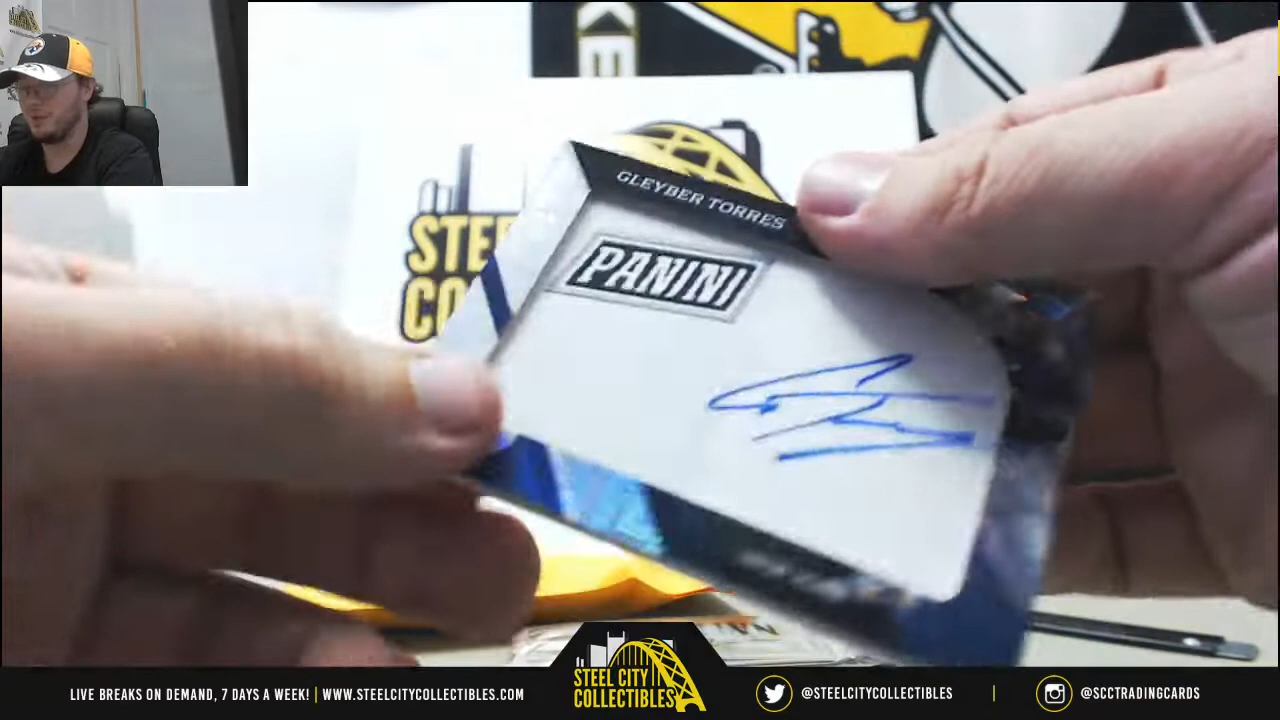 GLEYBER TORRES
PANINI
STEE
CO
STEEL CITY
COLLECTIBLES
LIVE BREAKS ON DEMAND, 7 DAYS A WEEK! | WWW.STEELCITYCOLLECTIBLES.COM
@STEELCITYCOLLECTIBLES | @SCCTRADINGCARDS